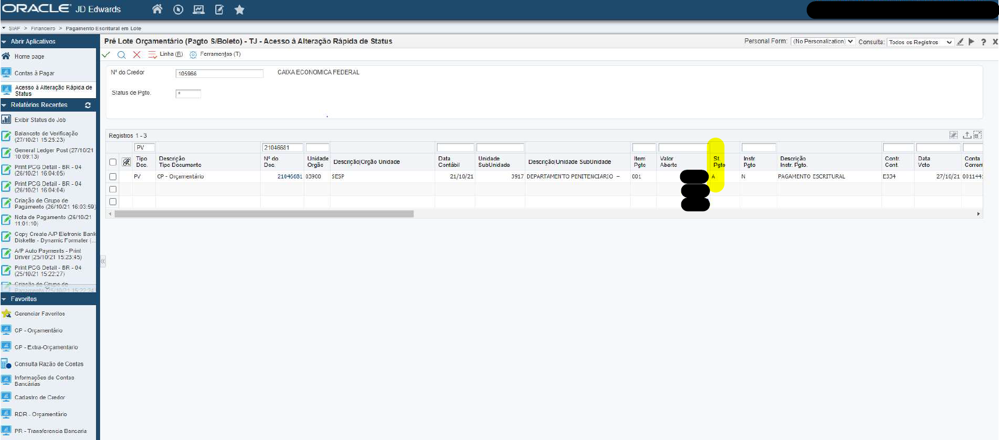 ORACLE JD Edwards
SIAF > Financeiro > Pagamento Escritural em Lote
Abrir Aplicativos
Home page
Contas à Pagar
Acesso à Alteração Rápida de
Status
Relatórios Recentes
Exibir Status do Job
Balancete de Verificação
(27/10/21 15:25:23)
General Ledger Post (27/10/21
10:09:13)
Print PCG Detail - BR - 04
(26/10/21 16:04:05)
Print PCG Detail - BR - 04
(26/10/21 16:04:04)
Criação de Grupo de
Pagamento (26/10/21 16:03:59)
Nota de Pagamento (26/10/21
11:01:10)
Copy Create A/P Eletronic Bank
Diskette - Dynamic Formater (...
A/P Auto Payments - Print
Driver (25/10/21 15:23:45)
Print PCG Detail - BR - 04
(25/10/21 15:22:27)
Criação de Grupo de
Pagamento (25/10/21 15:22:24)
Favoritos
Gerenciar Favoritos
CP - Orçamentário
CP - Extra-Orçamentario
Consulta Razão de Contas
Informações de Contas
Bancárias
Cadastro de Credor
RDR - Orçamentário
PR - Transferencia Bancaria
Pré Lote Orçamentário (Pagto S/Boleto) - TJ - Acesso à Alteração Rápida de Status
Personal Form: (No Personalization) Consulta: Todos os Registros ? X
Linha (R) Ferramentas (T)
Nº do Credor 105966 CAIXA ECONOMICA FEDERAL
Status de Pgto. *
Registros 1 - 3
PV 21046681
Tipo Descrição Nº do Unidade Descrição|Orgão Unidade Data Unidade Descrição|Unidade SubUnidade Item Valor St. Instr Descrição Contr. Data Conta
Doc. Tipo Documento Doc. Orgão Contábil SubUnidade Pgto Aberto Pgto Pgto Instr. Pgto. Cont. Vcto Corrent
PV CP - Orçamentário 21046681 03900 SESP 21/10/21 3917 DEPARTAMENTO PENITENCIARIO – 001 A N PAGAMENTO ESCRITURAL E334 27/10/21 0011441